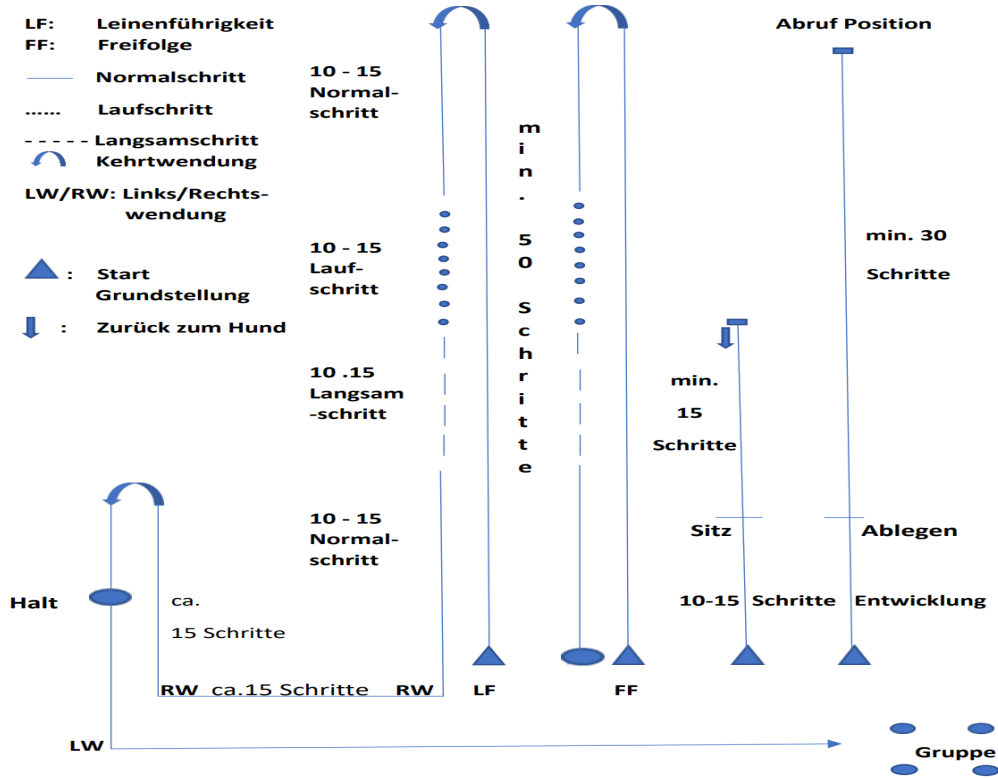 LF: Leinenführigkeit
FF: Freifolge
Normalschritt
...... Laufschritt
- - - - - Langsamschritt
Kehrtwendung
LW/RW: Links/Rechts-
wendung
: Start
Grundstellung
: Zurück zum Hund
10 - 15
Normal-
schritt
10 - 15
Lauf-
schritt
10 .15
Langsam
-schritt
10 - 15
Normal-
schritt
min. 50 Schritte
Abruf Position
min. 30
Schritte
min.
15
Schritte
Sitz
Ablegen
10-15 Schritte Entwicklung
Halt
ca.
15 Schritte
RW ca.15 Schritte RW LF FF
LW
Gruppe